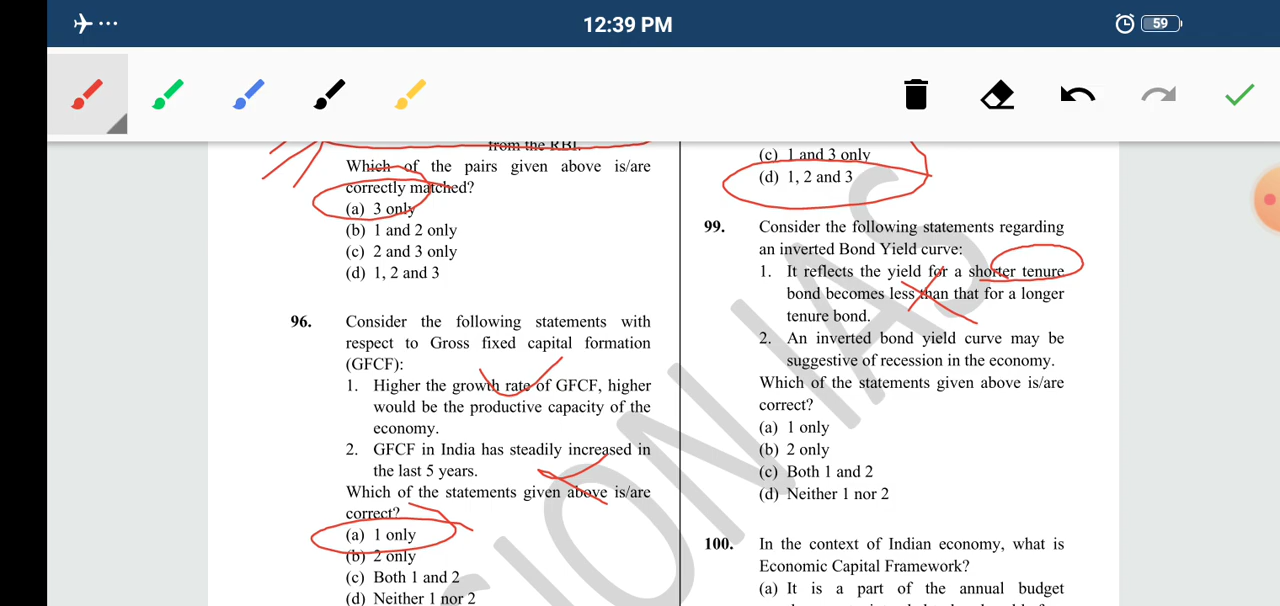 12:39 PM
59
from the RBI.
Which of the pairs given above is/are
correctly matched?
(a) 3 only
(b) 1 and 2 only
(c) 2 and 3 only
(d) 1, 2 and 3
96. Consider the following statements with
respect to Gross fixed capital formation
(GFCF):
1. Higher the growth rate of GFCF, higher
would be the productive capacity of the
economy.
2. GFCF in India has steadily increased in
the last 5 years.
Which of the statements given above is/are
correct?
(a) 1 only
(b) 2 only
(c) Both 1 and 2
(d) Neither 1 nor 2
(c) 1 and 3 only
(d) 1, 2 and 3
99. Consider the following statements regarding
an inverted Bond Yield curve:
1. It reflects the yield for a shorter tenure
bond becomes less than that for a longer
tenure bond.
2. An inverted bond yield curve may be
suggestive of recession in the economy.
Which of the statements given above is/are
correct?
(a) 1 only
(b) 2 only
(c) Both 1 and 2
(d) Neither 1 nor 2
100. In the context of Indian economy, what is
Economic Capital Framework?
(a) It is a part of the annual budget
SION IAS